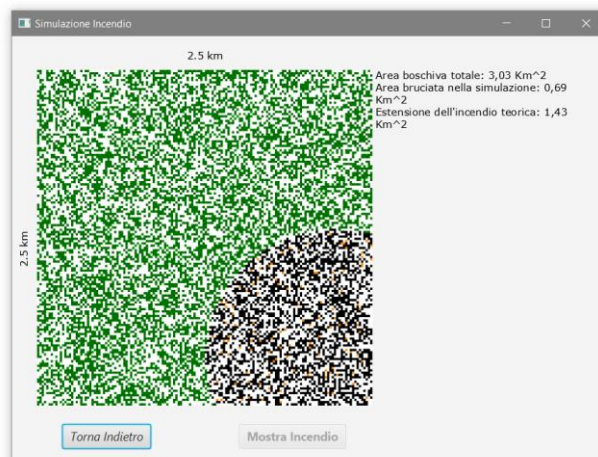 Simulazione Incendio
2.5 km
Area boschiva totale: 3,03 Km^2
Area bruciata nella simulazione: 0,69
Km^2
Estensione dell'incendio teorica: 1,43
Km^2
2.5 km
Torna Indietro
Mostra Incendio